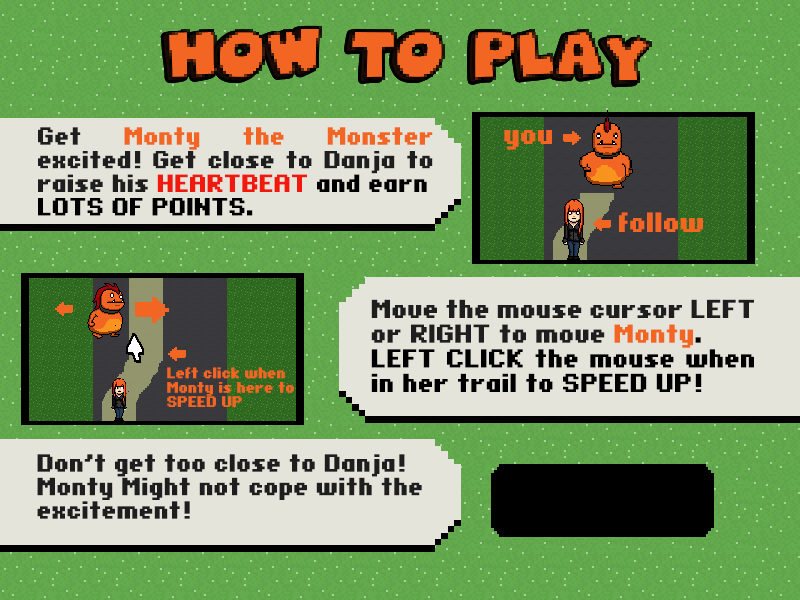 HOW TO PLAY
Get Monty the Monster
excited! Get close to Danja to
raise his HEARTBEAT and earn
LOTS OF POINTS.
you
follow
Left click when
Monty is here to
SPEED UP
Move the mouse cursor LEFT
or RIGHT to move Monty.
LEFT CLICK the mouse when
in her trail to SPEED UP!
Don't get too close to Danja!
Monty Might not cope with the
excitement!